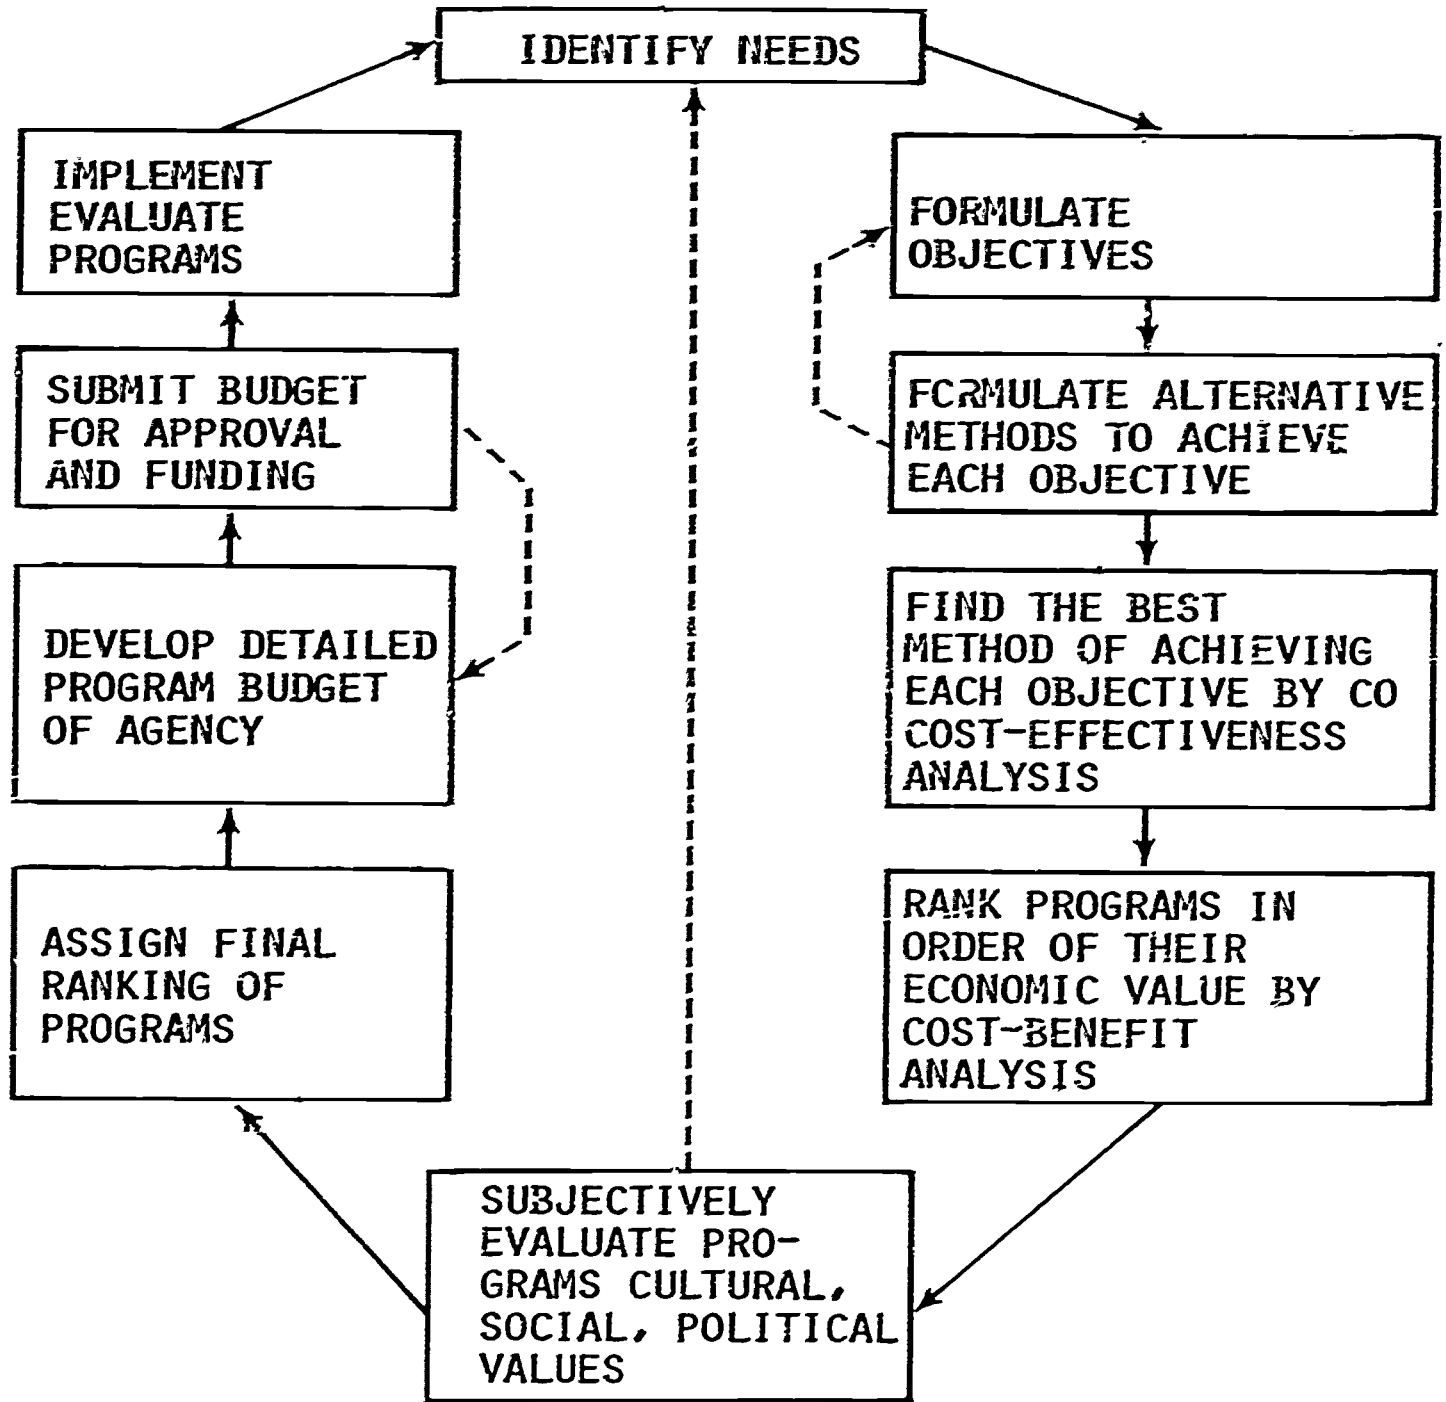 IDENTIFY NEEDS
FORMULATE
OBJECTIVES
FCRMULATE ALTERNATIVE
METHODS TO ACHIEVE
EACH OBJECTIVE
FIND THE BEST
METHOD OF ACHIEVING
EACH OBJECTIVE BY CO
COST-EFFECTIVENESS
ANALYSIS
RANK PROGRAMS IN
ORDER OF THEIR
ECONOMIC VALUE BY
COST-BENEFIT
ANALYSIS
SUBJECTIVELY
EVALUATE PRO-
GRAMS CULTURAL,
SOCIAL, POLITICAL
VALUES
ASSIGN FINAL
RANKING OF
PROGRAMS
DEVELOP DETAILED
PROGRAM BUDGET
OF AGENCY
SUBMIT BUDGET
FOR APPROVAL
AND FUNDING
IMPLEMENT
EVALUATE
PROGRAMS